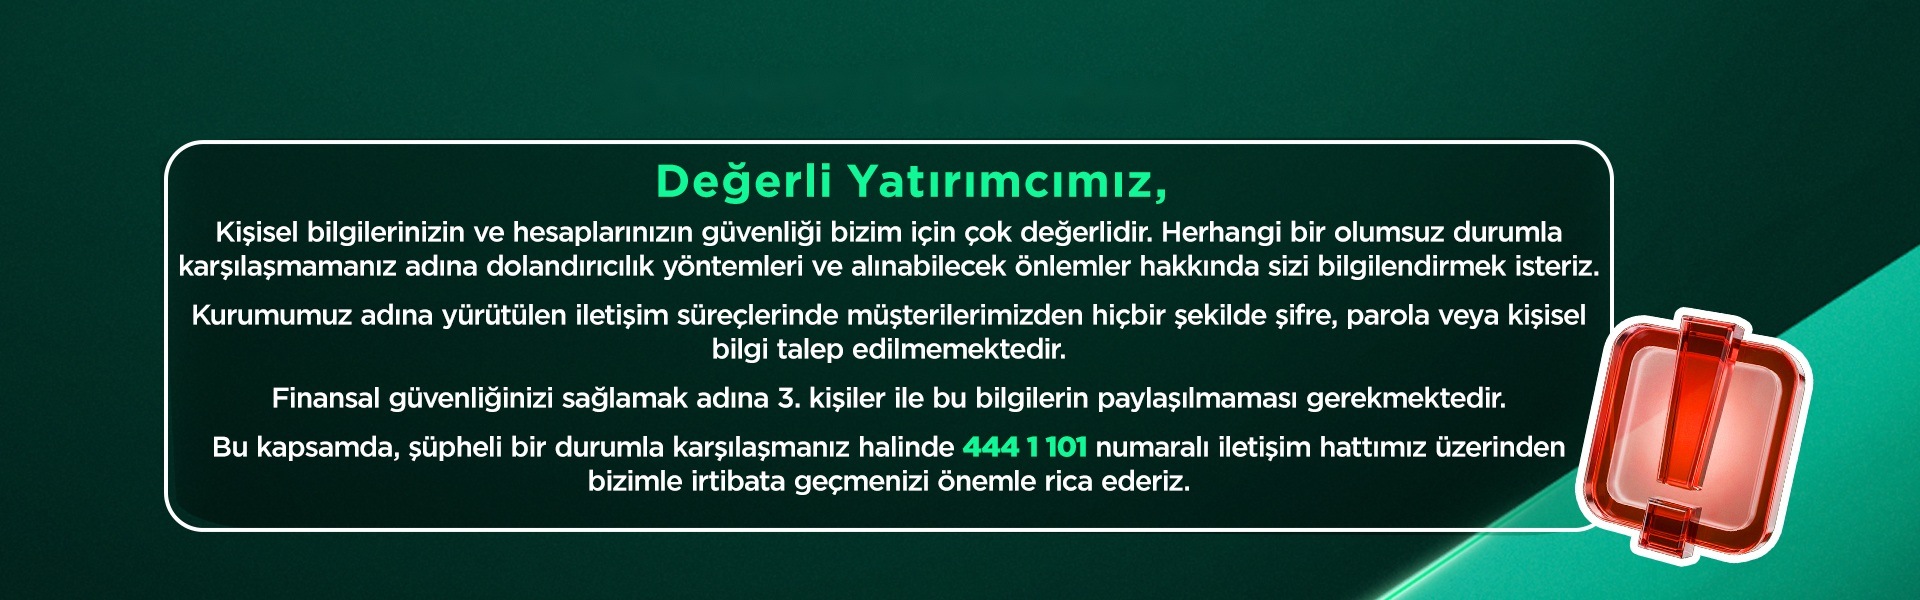 Değerli Yatırımcımız,
Kişisel bilgilerinizin ve hesaplarınızın güvenliği bizim için çok değerlidir. Herhangi bir olumsuz durumla
karşılaşmamanız adına dolandırıcılık yöntemleri ve alınabilecek önlemler hakkında sizi bilgilendirmek isteriz.
Kurumumuz adına yürütülen iletişim süreçlerinde müşterilerimizden hiçbir şekilde şifre, parola veya kişisel
bilgi talep edilmemektedir.
Finansal güvenliğinizi sağlamak adına 3. kişiler ile bu bilgilerin paylaşılmaması gerekmektedir.
Bu kapsamda, şüpheli bir durumla karşılaşmanız halinde 444 1 101 numaralı iletişim hattımız üzerinden
bizimle irtibata geçmenizi önemle rica ederiz.